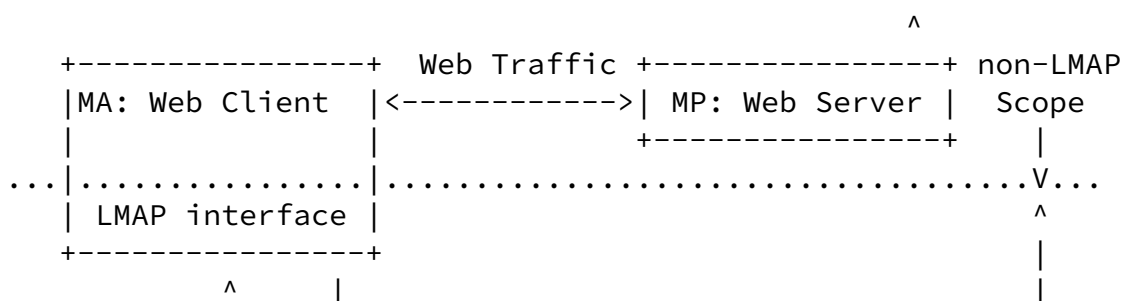 ^
   +----------------+  Web Traffic +----------------+ non-LMAP
   |MA: Web Client  |<------------>| MP: Web Server |  Scope
   |                |              +----------------+    |
...|................|....................................V...
   | LMAP interface |                                    ^
   +----------------+                                    |
            ^     |                                      |